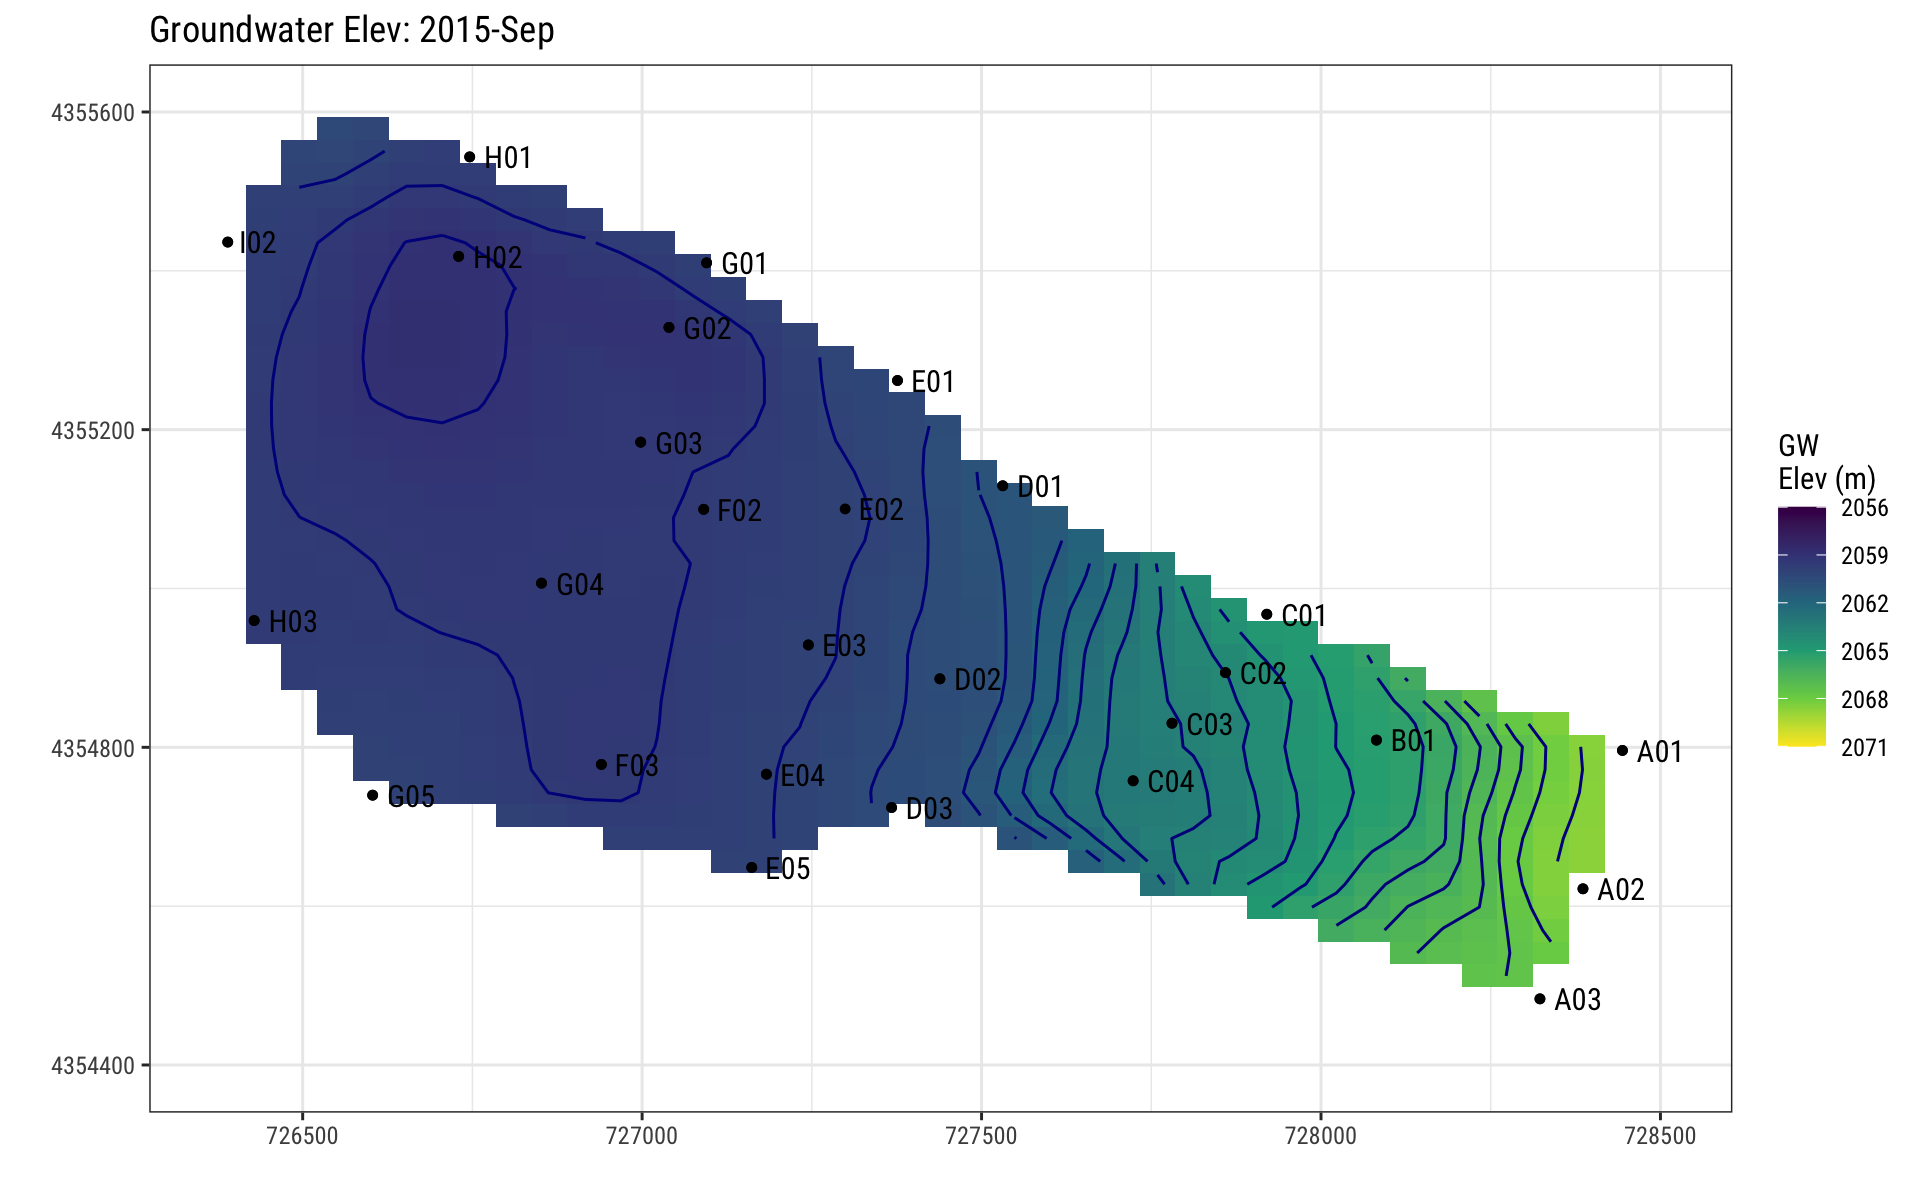 Groundwater Elev: 2015-Sep
4355600
4355200
4354800
4354400
H01
I02
H02
G01
G02
E01
G03
D01
F02
E02
G04
C01
H03
E03
C02
D02
C03
B01
A01
F03
E04
C04
G05
D03
E05
A02
A03
726500
727000
727500
728000
728500
GW
Elev (m)
2056
2059
2062
2065
2068
2071